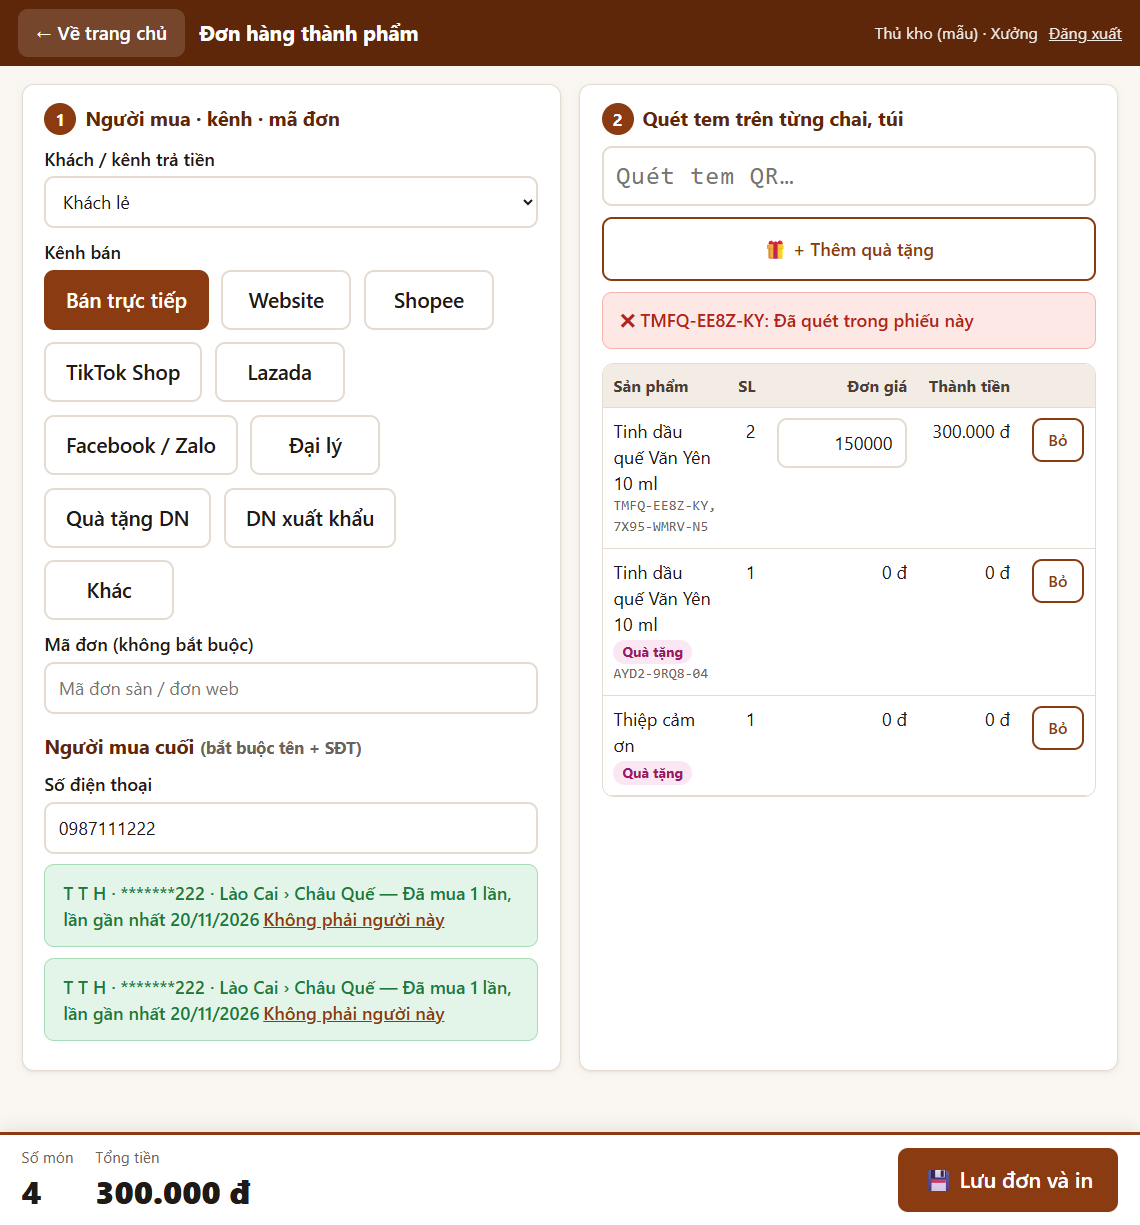 ← Về trang chủ
Đơn hàng thành phẩm
Thủ kho (mẫu) · Xưởng
Đăng xuất
1
Người mua · kênh · mã đơn
Khách / kênh trả tiền
Khách lẻ
Kênh bán
Bán trực tiếp
Website
Shopee
TikTok Shop
Lazada
Facebook / Zalo
Đại lý
Quà tặng DN
DN xuất khẩu
Khác
Mã đơn (không bắt buộc)
Mã đơn sàn / đơn web
Người mua cuối (bắt buộc tên + SĐT)
Số điện thoại
0987111222
T T H · *******222 · Lào Cai › Châu Quế — Đã mua 1 lần,
lần gần nhất 20/11/2026 Không phải người này
T T H · *******222 · Lào Cai › Châu Quế — Đã mua 1 lần,
lần gần nhất 20/11/2026 Không phải người này
2
Quét tem trên từng chai, túi
Quét tem QR…
+ Thêm quà tặng
❌ TMFQ-EE8Z-KY: Đã quét trong phiếu này
Sản phẩm SL Đơn giá Thành tiền
Tinh dầu 2 150000 300.000 đ Bỏ
quế Văn Yên
10 ml
TMFQ-EE8Z-KY,
7X95-WMRV-N5
Tinh dầu 1 0 đ 0 đ Bỏ
quế Văn Yên
10 ml
Quà tặng
AYD2-9RQ8-04
Thiệp cảm 1 0 đ 0 đ Bỏ
ơn
Quà tặng
Số món
4
Tổng tiền
300.000 đ
Lưu đơn và in